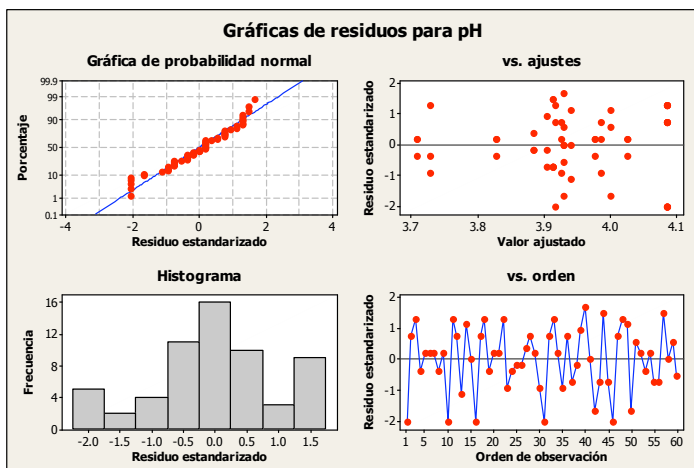 Gráficas de residuos para pH
Gráfica de probabilidad normal
Porcentaje
99.9
99
90
50
10
1
0.1
-4 -2 0 2 4
Residuo estandarizado
vs. ajustes
Residuo estandarizado
2
1
0
-1
-2
3.7 3.8 3.9 4.0 4.1
Valor ajustado
Histograma
Frecuencia
16
12
8
4
0
-2.0 -1.5 -1.0 -0.5 0.0 0.5 1.0 1.5
Residuo estandarizado
vs. orden
Residuo estandarizado
2
1
0
-1
-2
1 5 10 15 20 25 30 35 40 45 50 55 60
Orden de observación